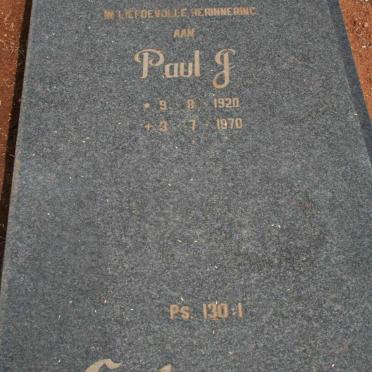 IN LIEFDEVOLLE HERINNERING
AAN
Paul J
* 9 8 1920
+ 3 7 1970
Ps. 130:1